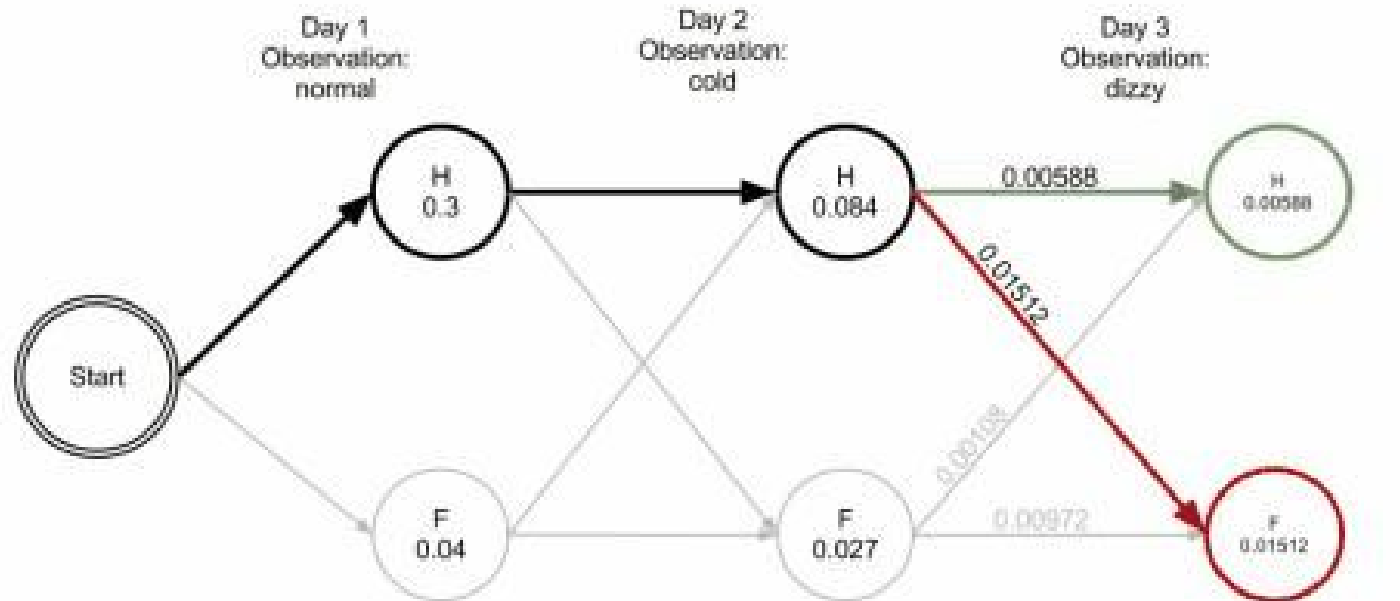 Day 1
Observation:
normal
Day 2
Observation:
cold
Day 3
Observation:
dizzy
H
0.3
H
0.084
0.00588
H
0.00588
0.01512
Start
0.00108
F
0.04
F
0.027
0.00972
F
0.01512